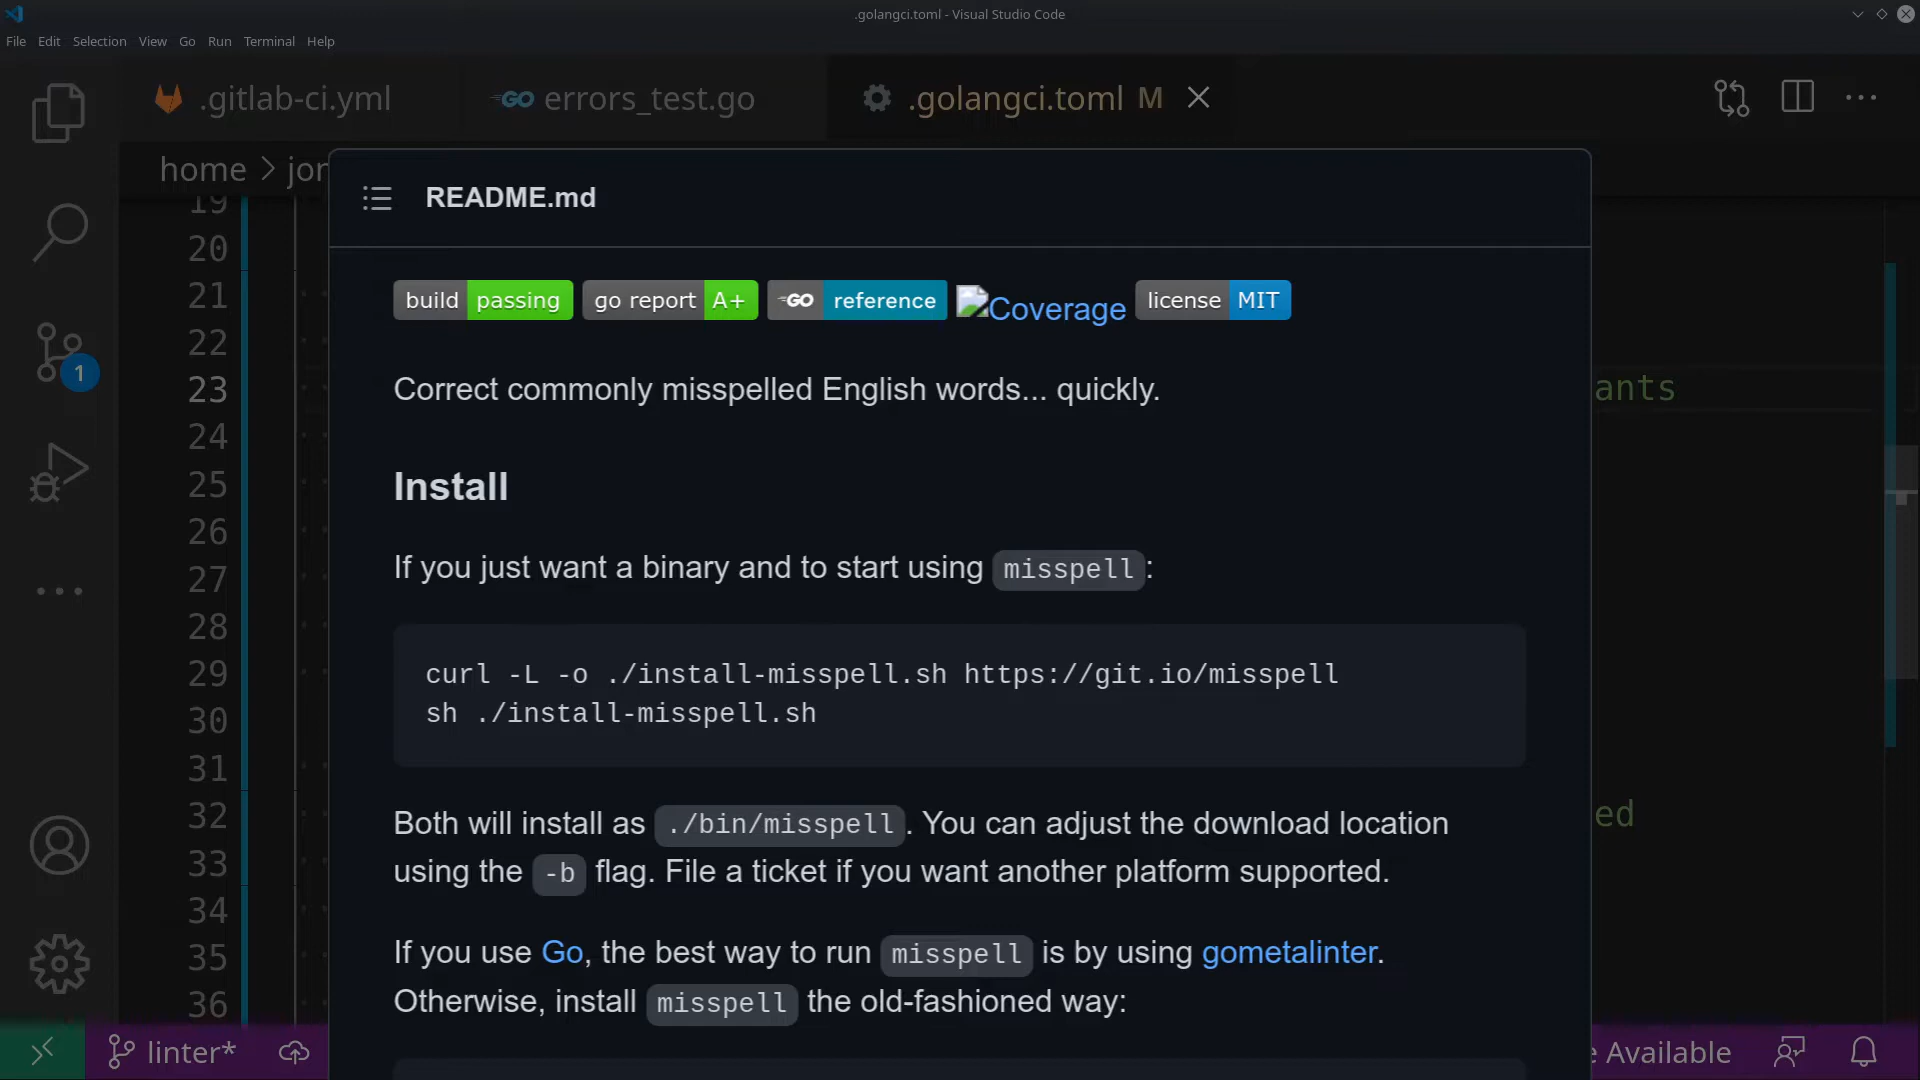 .golangci.toml - Visual Studio Code
File Edit Selection View Go Run Terminal Help
.gitlab-ci.yml
GO errors_test.go
.golangci.toml M
home > jor
README.md
build passing go report A+ GO reference Coverage license MIT
19
20
21
22
1
23
ants
24
25
26
27
28
29
30
31
32
ed
33
34
35
36
Correct commonly misspelled English words... quickly.
Install
If you just want a binary and to start using misspell:
curl -L -o ./install-misspell.sh https://git.io/misspell
sh ./install-misspell.sh
Both will install as ./bin/misspell. You can adjust the download location
using the -b flag. File a ticket if you want another platform supported.
If you use Go, the best way to run misspell is by using gometalinter.
Otherwise, install misspell the old-fashioned way:
linter*
Available